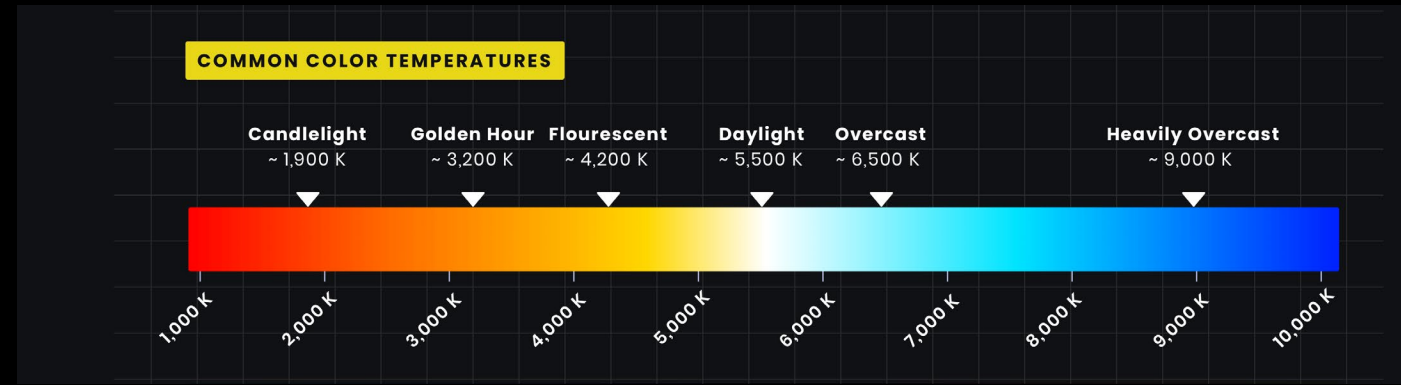 COMMON COLOR TEMPERATURES
Candlelight Golden Hour Flourescent Daylight Overcast Heavily Overcast
~ 1,900 K ~ 3,200 K ~ 4,200 K ~ 5,500 K ~ 6,500 K ~ 9,000 K
1,000 K 2,000 K 3,000 K 4,000 K 5,000 K 6,000 K 7,000 K 8,000 K 9,000 K 10,000 K